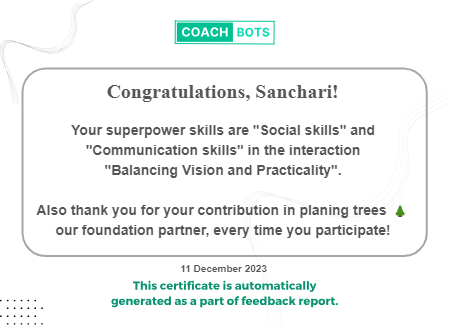 COACH BOTS
Congratulations, Sanchari!
Your superpower skills are "Social skills" and
"Communication skills" in the interaction
"Balancing Vision and Practicality".
Also thank you for your contribution in planing trees 🌲
our foundation partner, every time you participate!
11 December 2023
This certificate is automatically
generated as a part of feedback report.